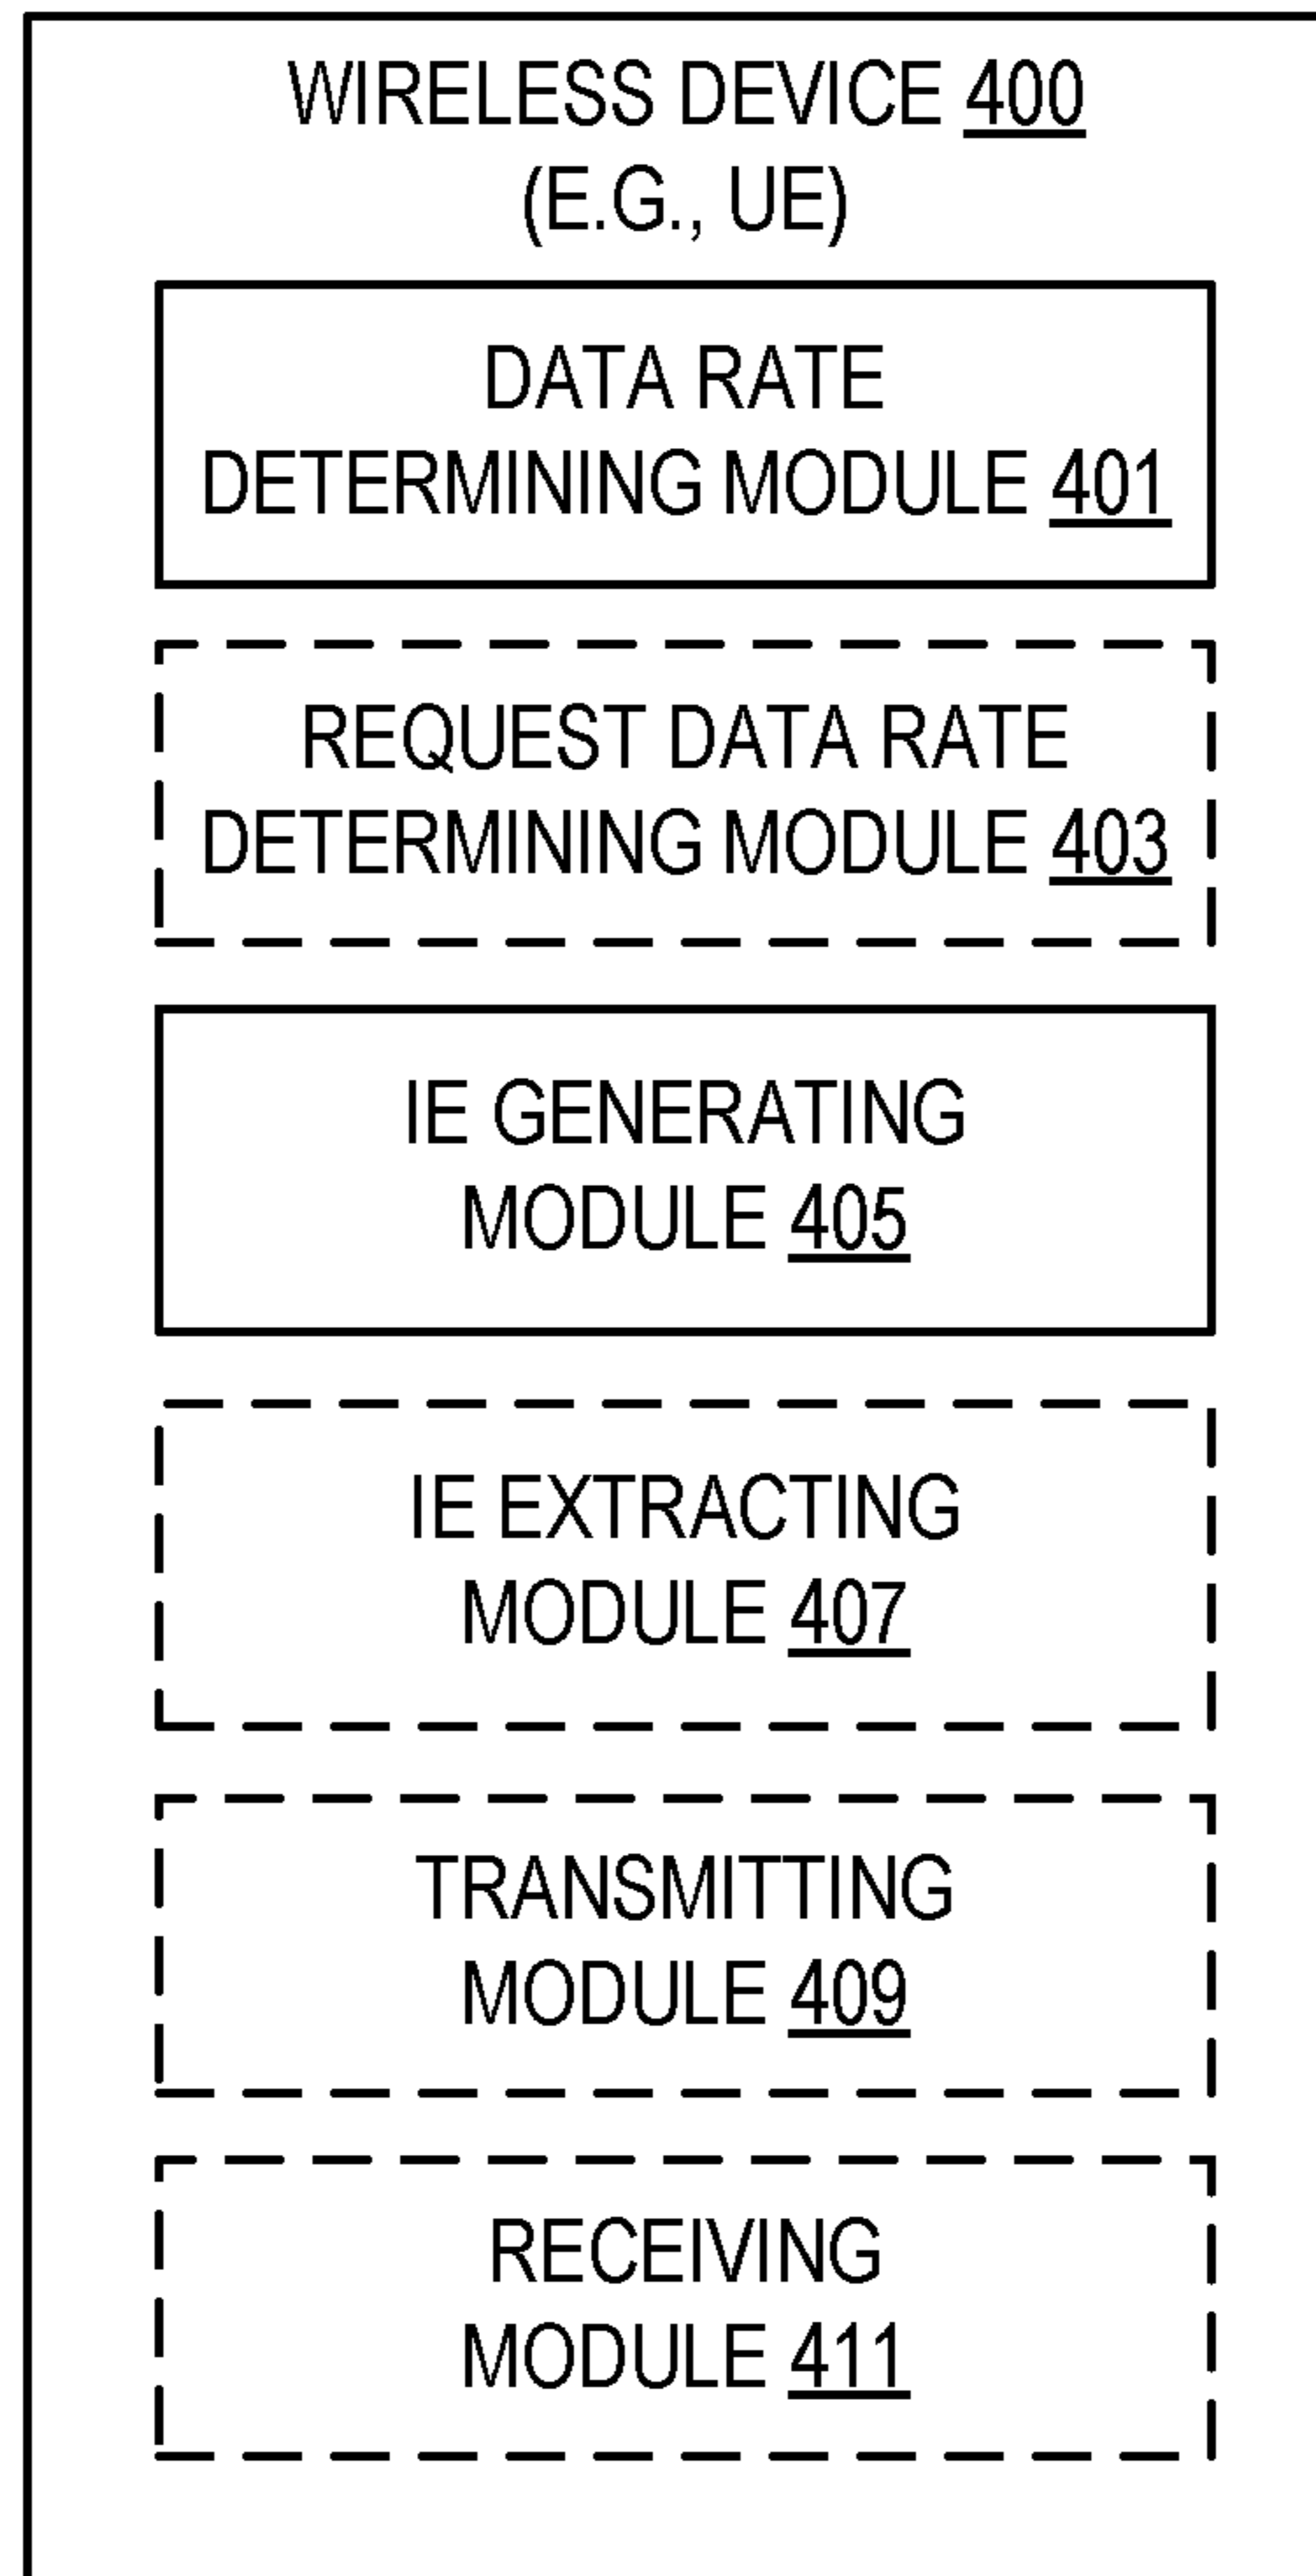 WIRELESS DEVICE 400
(E.G., UE)
DATA RATE
DETERMINING MODULE 401
REQUEST DATA RATE
DETERMINING MODULE 403
IE GENERATING
MODULE 405
IE EXTRACTING
MODULE 407
TRANSMITTING
MODULE 409
RECEIVING
MODULE 411